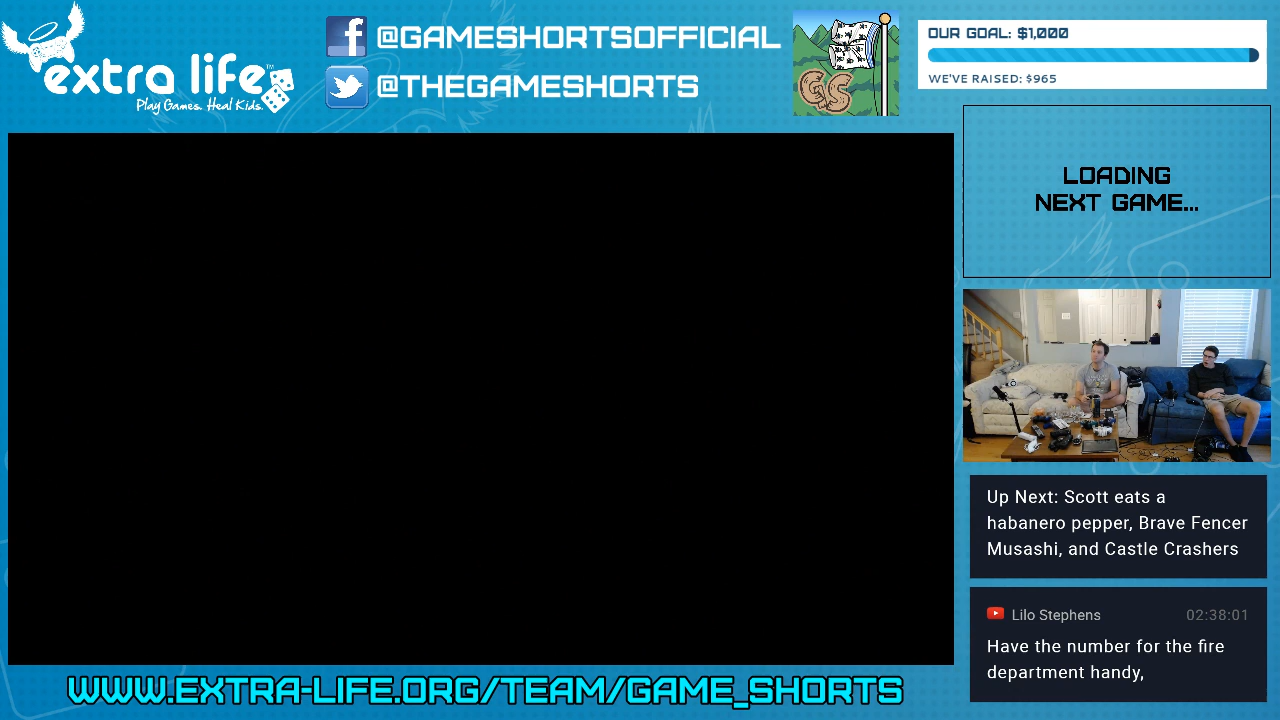 extra life™
Play Games. Heal Kids.
@GAMESHORTSOFFICIAL
@THEGAMESHORTS
GS
OUR GOAL: $1,000
WE'VE RAISED: $965
LOADING
NEXT GAME...
Up Next: Scott eats a
habanero pepper, Brave Fencer
Musashi, and Castle Crashers
Lilo Stephens 02:38:01
Have the number for the fire
department handy,
WWW.EXTRA-LIFE.ORG/TEAM/GAME_SHORTS